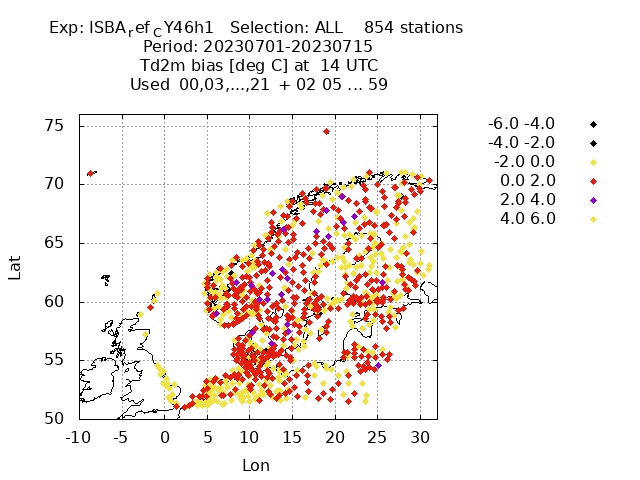 Exp: ISBAref C Y46h1 Selection: ALL 854 stations
Period: 20230701-20230715
Td2m bias [deg C] at 14 UTC
Used 00,03,...,21 + 02 05 ... 59
-6.0 -4.0
-4.0 -2.0
-2.0 0.0
0.0 2.0
2.0 4.0
4.0 6.0
75
70
65
60
55
50
Lat
-10 -5 0 5 10 15 20 25 30
Lon